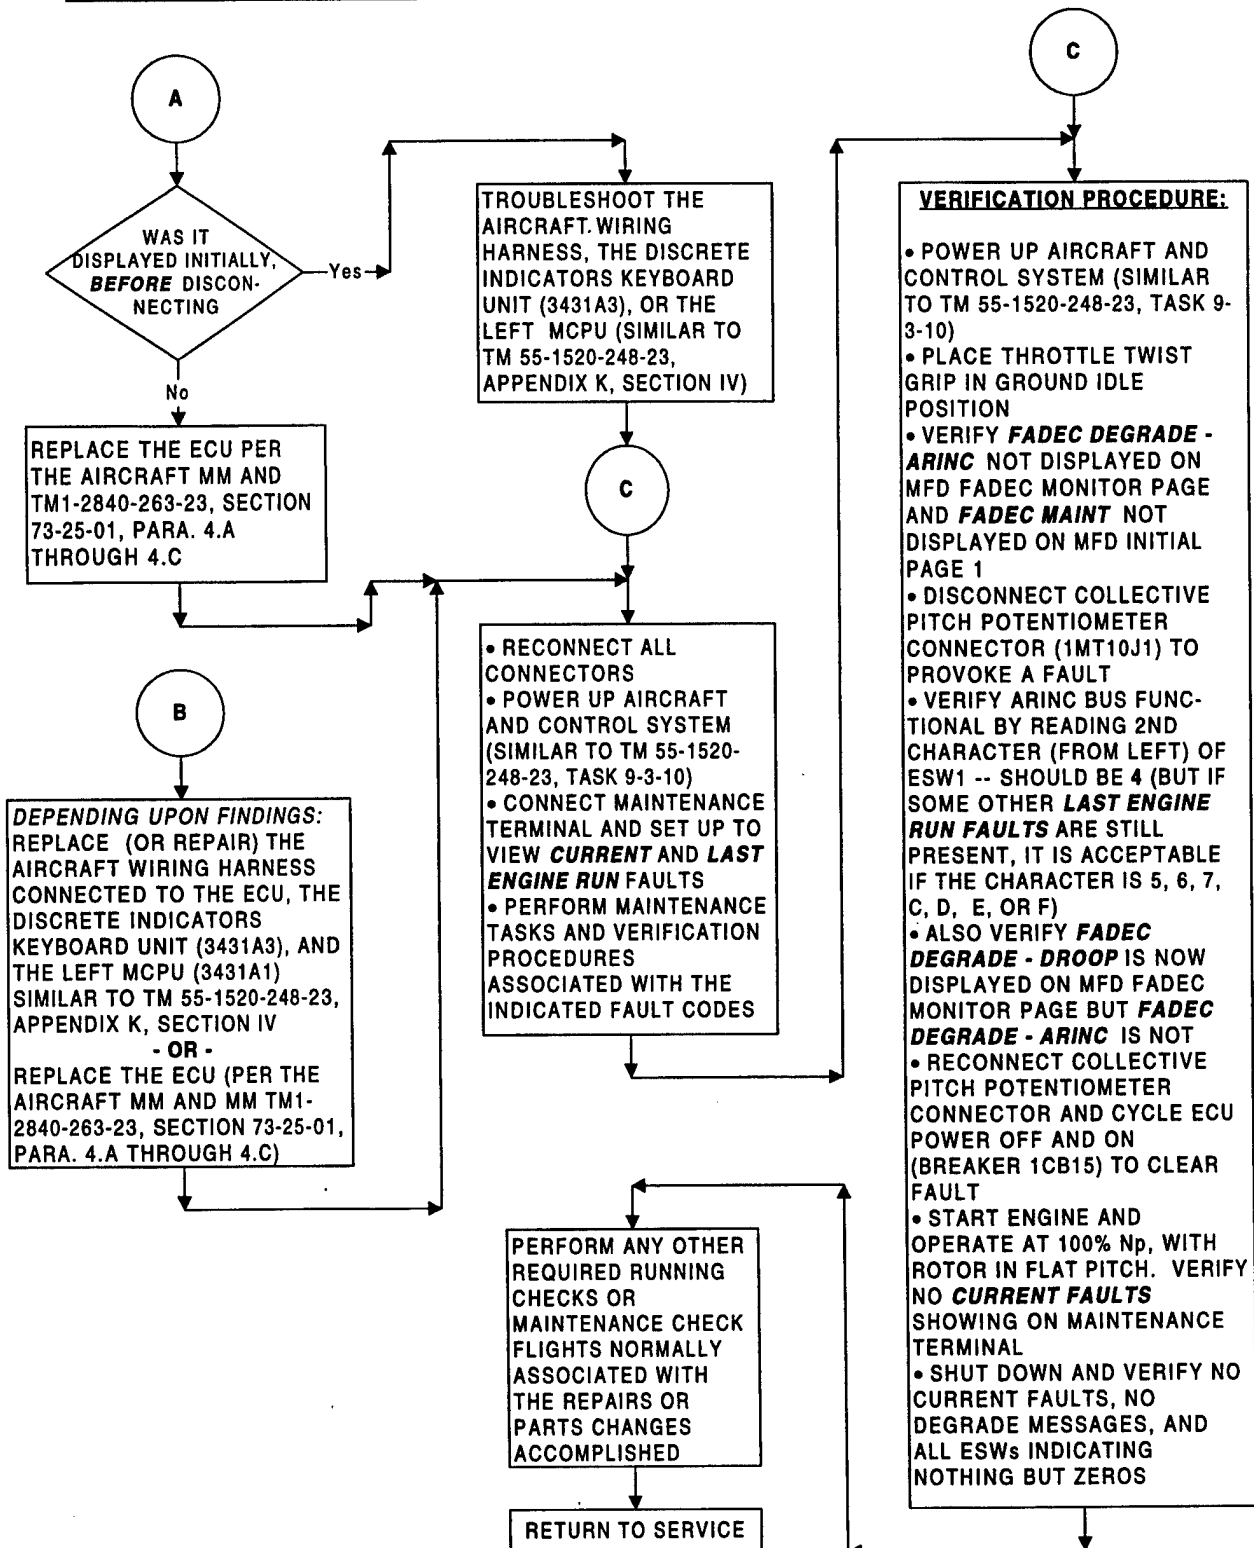 A
WAS IT
DISPLAYED INITIALLY,
BEFORE DISCON-
NECTING
Yes
No
REPLACE THE ECU PER
THE AIRCRAFT MM AND
TM1-2840-263-23, SECTION
73-25-01, PARA. 4.A
THROUGH 4.C
B
DEPENDING UPON FINDINGS:
REPLACE (OR REPAIR) THE
AIRCRAFT WIRING HARNESS
CONNECTED TO THE ECU, THE
DISCRETE INDICATORS
KEYBOARD UNIT (3431A3), AND
THE LEFT MCPU (3431A1)
SIMILAR TO TM 55-1520-248-23,
APPENDIX K, SECTION IV
- OR -
REPLACE THE ECU (PER THE
AIRCRAFT MM AND MM TM1-
2840-263-23, SECTION 73-25-01,
PARA. 4.A THROUGH 4.C)
TROUBLESHOOT THE
AIRCRAFT. WIRING
HARNESS, THE DISCRETE
INDICATORS KEYBOARD
UNIT (3431A3), OR THE
LEFT MCPU (SIMILAR TO
TM 55-1520-248-23,
APPENDIX K, SECTION IV)
C
• RECONNECT ALL
CONNECTORS
• POWER UP AIRCRAFT
AND CONTROL SYSTEM
(SIMILAR TO TM 55-1520-
248-23, TASK 9-3-10)
• CONNECT MAINTENANCE
TERMINAL AND SET UP TO
VIEW CURRENT AND LAST
ENGINE RUN FAULTS
• PERFORM MAINTENANCE
TASKS AND VERIFICATION
PROCEDURES
ASSOCIATED WITH THE
INDICATED FAULT CODES
C
VERIFICATION PROCEDURE:
• POWER UP AIRCRAFT AND
CONTROL SYSTEM (SIMILAR
TO TM 55-1520-248-23, TASK 9-
3-10)
• PLACE THROTTLE TWIST
GRIP IN GROUND IDLE
POSITION
• VERIFY FADEC DEGRADE -
ARINC NOT DISPLAYED ON
MFD FADEC MONITOR PAGE
AND FADEC MAINT NOT
DISPLAYED ON MFD INITIAL
PAGE 1
• DISCONNECT COLLECTIVE
PITCH POTENTIOMETER
CONNECTOR (1MT10J1) TO
PROVOKE A FAULT
• VERIFY ARINC BUS FUNC-
TIONAL BY READING 2ND
CHARACTER (FROM LEFT) OF
ESW1 -- SHOULD BE 4 (BUT IF
SOME OTHER LAST ENGINE
RUN FAULTS ARE STILL
PRESENT, IT IS ACCEPTABLE
IF THE CHARACTER IS 5, 6, 7,
C, D, E, OR F)
• ALSO VERIFY FADEC
DEGRADE - DROOP IS NOW
DISPLAYED ON MFD FADEC
MONITOR PAGE BUT FADEC
DEGRADE - ARINC IS NOT
• RECONNECT COLLECTIVE
PITCH POTENTIOMETER
CONNECTOR AND CYCLE ECU
POWER OFF AND ON
(BREAKER 1CB15) TO CLEAR
FAULT
• START ENGINE AND
OPERATE AT 100% Np, WITH
ROTOR IN FLAT PITCH. VERIFY
NO CURRENT FAULTS
SHOWING ON MAINTENANCE
TERMINAL
• SHUT DOWN AND VERIFY NO
CURRENT FAULTS, NO
DEGRADE MESSAGES, AND
ALL ESWs INDICATING
NOTHING BUT ZEROS
PERFORM ANY OTHER
REQUIRED RUNNING
CHECKS OR
MAINTENANCE CHECK
FLIGHTS NORMALLY
ASSOCIATED WITH
THE REPAIRS OR
PARTS CHANGES
ACCOMPLISHED
RETURN TO SERVICE